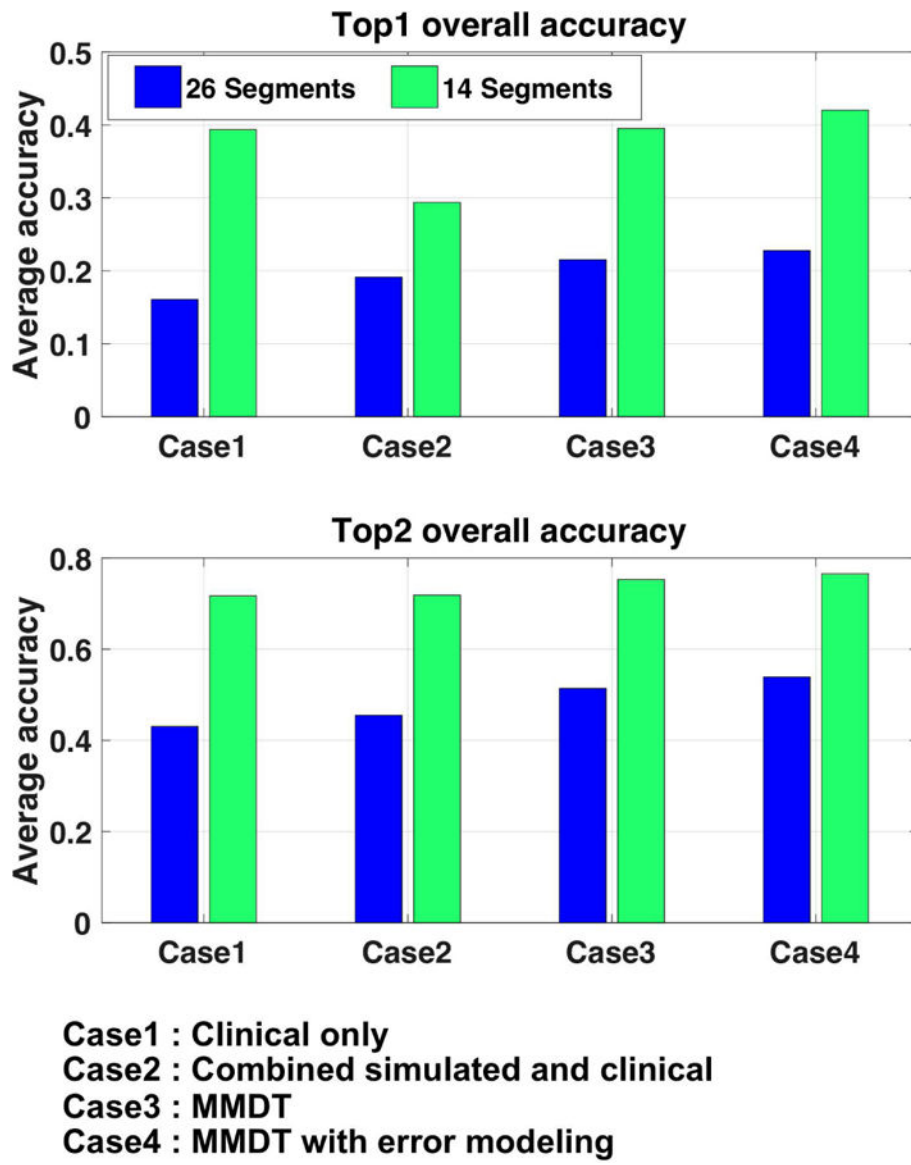 Top1 overall accuracy
0.5
26 Segments 14 Segments
0.4
0.3
0.2
0.1
0
Average accuracy
Case1 Case2 Case3 Case4
Top2 overall accuracy
0.8
0.6
0.4
0.2
0
Average accuracy
Case1 Case2 Case3 Case4
Case1 : Clinical only
Case2 : Combined simulated and clinical
Case3 : MMDT
Case4 : MMDT with error modeling